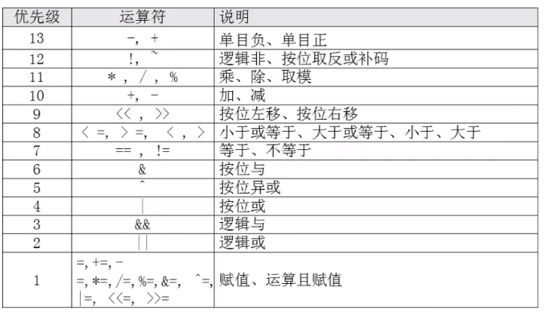 优先级 运算符 说明
13 -, + 单目负、单目正
12 !, ~ 逻辑非、按位取反或补码
11 * , / , % 乘、除、取模
10 +, - 加、减
9 << , >> 按位左移、按位右移
8 < =, > =, < , > 小于或等于、大于或等于、小于、大于
7 == , != 等于、不等于
6 & 按位与
5 ^ 按位异或
4 | 按位或
3 && 逻辑与
2 || 逻辑或
=,+=,-
1 =,*=,/=,%=,&=, ^=, 赋值、运算且赋值
|=, <<=, >>=